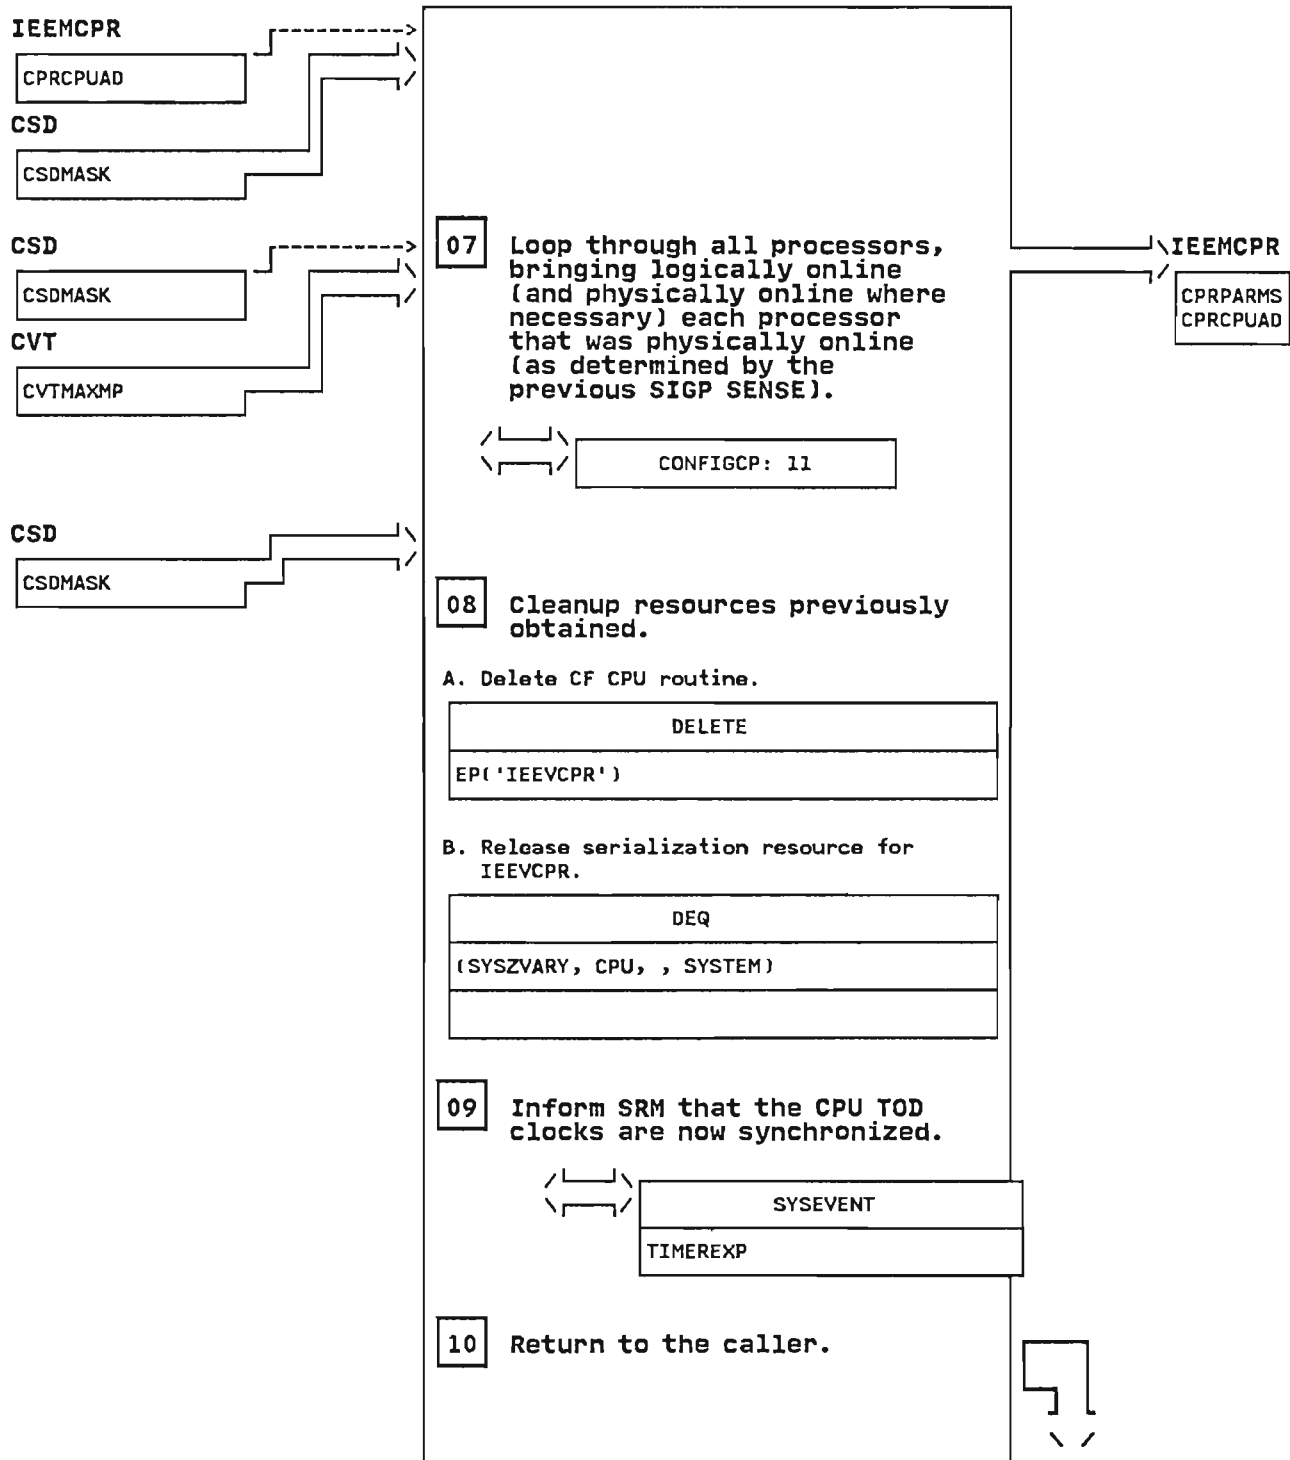 IEEMCPR
CPRCPUAD
CSD
CSDMASK
CSD
CSDMASK
CVT
CVTMAXMP
07 Loop through all processors,
bringing logically online
(and physically online where
necessary) each processor
that was physically online
(as determined by the
previous SIGP SENSE).
IEEMCPR
CPRPARMS
CPRCPUAD
CONFIGCP: 11
CSD
CSDMASK
08 Cleanup resources previously
obtained.
A. Delete CF CPU routine.
DELETE
EP('IEEVCPR')
B. Release serialization resource for
IEEVCPR.
DEQ
(SYSZVARY, CPU, , SYSTEM)
09 Inform SRM that the CPU TOD
clocks are now synchronized.
SYSEVENT
TIMEREXP
10 Return to the caller.